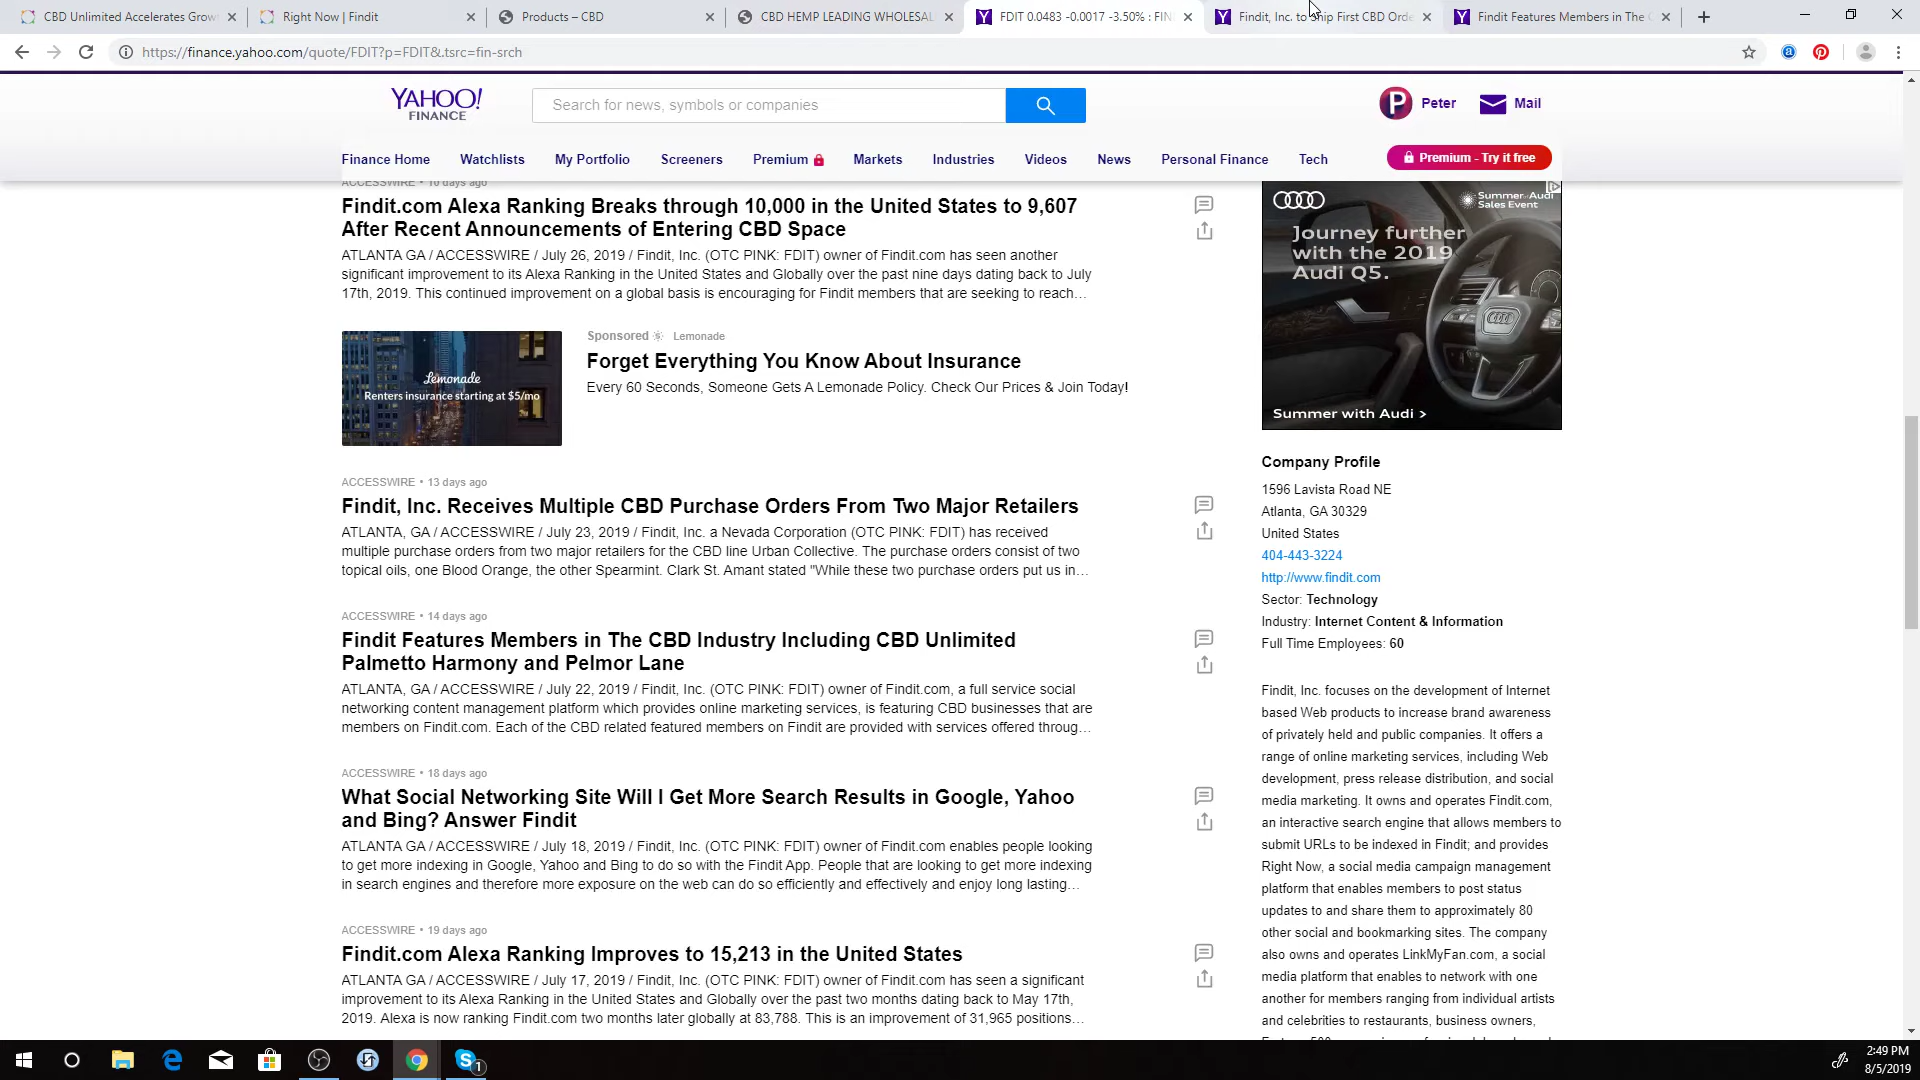 CBD Unlimited Accelerates Grow
Right Now | Findit
Products – CBD
CBD HEMP LEADING WHOLESAL
FDIT 0.0483 -0.0017 -3.50% : FIN
Findit, Inc. to Ship First CBD Orde
Findit Features Members in The C
https://finance.yahoo.com/quote/FDIT?p=FDIT&.tsrc=fin-srch
YAHOO!
FINANCE
Search for news, symbols or companies
P
Peter
Mail
Finance Home
Watchlists
My Portfolio
Screeners
Premium
Markets
Industries
Videos
News
Personal Finance
Tech
Premium - Try it free
ACCESSWIRE • 10 days ago
Findit.com Alexa Ranking Breaks through 10,000 in the United States to 9,607
After Recent Announcements of Entering CBD Space
ATLANTA GA / ACCESSWIRE / July 26, 2019 / Findit, Inc. (OTC PINK: FDIT) owner of Findit.com has seen another
significant improvement to its Alexa Ranking in the United States and Globally over the past nine days dating back to July
17th, 2019. This continued improvement on a global basis is encouraging for Findit members that are seeking to reach…
Lemonade
Renters insurance starting at $5/mo
Sponsored Lemonade
Forget Everything You Know About Insurance
Every 60 Seconds, Someone Gets A Lemonade Policy. Check Our Prices & Join Today!
ACCESSWIRE • 13 days ago
Findit, Inc. Receives Multiple CBD Purchase Orders From Two Major Retailers
ATLANTA, GA / ACCESSWIRE / July 23, 2019 / Findit, Inc. a Nevada Corporation (OTC PINK: FDIT) has received
multiple purchase orders from two major retailers for the CBD line Urban Collective. The purchase orders consist of two
topical oils, one Blood Orange, the other Spearmint. Clark St. Amant stated "While these two purchase orders put us in…
ACCESSWIRE • 14 days ago
Findit Features Members in The CBD Industry Including CBD Unlimited
Palmetto Harmony and Pelmor Lane
ATLANTA, GA / ACCESSWIRE / July 22, 2019 / Findit, Inc. (OTC PINK: FDIT) owner of Findit.com, a full service social
networking content management platform which provides online marketing services, is featuring CBD businesses that are
members on Findit.com. Each of the CBD related featured members on Findit are provided with services offered throug…
ACCESSWIRE • 18 days ago
What Social Networking Site Will I Get More Search Results in Google, Yahoo
and Bing? Answer Findit
ATLANTA GA / ACCESSWIRE / July 18, 2019 / Findit, Inc. (OTC PINK: FDIT) owner of Findit.com enables people looking
to get more indexing in Google, Yahoo and Bing to do so with the Findit App. People that are looking to get more indexing
in search engines and therefore more exposure on the web can do so efficiently and effectively and enjoy long lasting…
ACCESSWIRE • 19 days ago
Findit.com Alexa Ranking Improves to 15,213 in the United States
ATLANTA GA / ACCESSWIRE / July 17, 2019 / Findit, Inc. (OTC PINK: FDIT) owner of Findit.com has seen a significant
improvement to its Alexa Ranking in the United States and Globally over the past two months dating back to May 17th,
2019. Alexa is now ranking Findit.com two months later globally at 83,788. This is an improvement of 31,965 positions…
Summer Audi
Sales Event
Journey further
with the 2019
Audi Q5.
Summer with Audi >
Company Profile
1596 Lavista Road NE
Atlanta, GA 30329
United States
404-443-3224
http://www.findit.com
Sector: Technology
Industry: Internet Content & Information
Full Time Employees: 60
Findit, Inc. focuses on the development of Internet
based Web products to increase brand awareness
of privately held and public companies. It offers a
range of online marketing services, including Web
development, press release distribution, and social
media marketing. It owns and operates Findit.com,
an interactive search engine that allows members to
submit URLs to be indexed in Findit; and provides
Right Now, a social media campaign management
platform that enables members to post status
updates to and share them to approximately 80
other social and bookmarking sites. The company
also owns and operates LinkMyFan.com, a social
media platform that enables to network with one
another for members ranging from individual artists
and celebrities to restaurants, business owners,
2:49 PM
8/5/2019